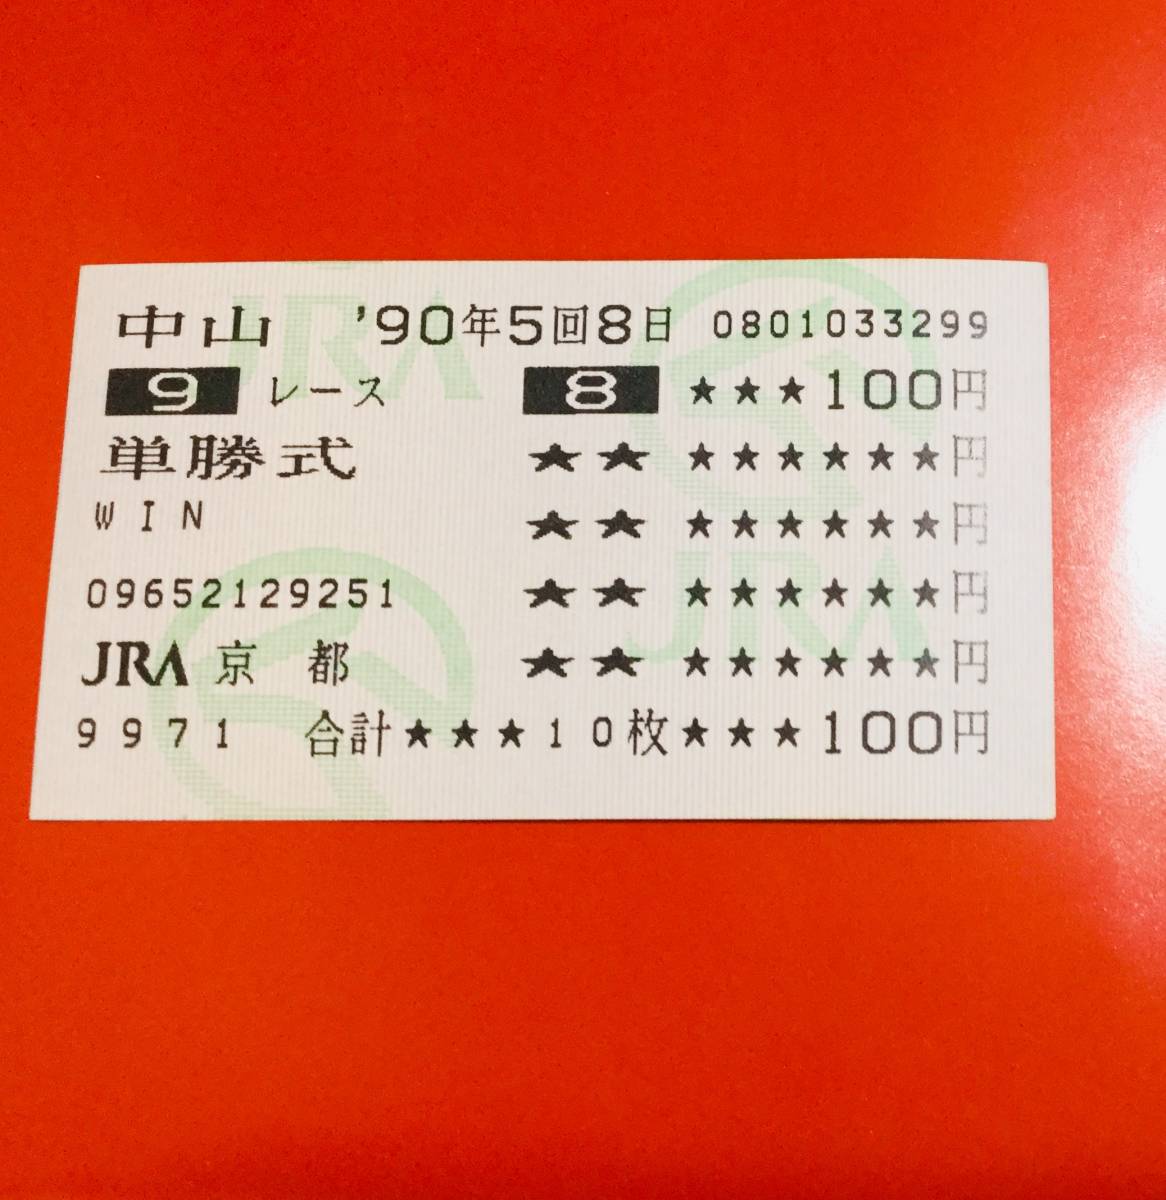 中山 '90年5回8日 0801033299
9 レース 8 ★★★100円
単勝式 ★★ ★★★★★★円
WIN ★★ ★★★★★★円
09652129251 ★★ ★★★★★★円
JRA 京 都 ★★ ★★★★★★円
9971 合計★★★10枚★★★100円
JRA
JRA